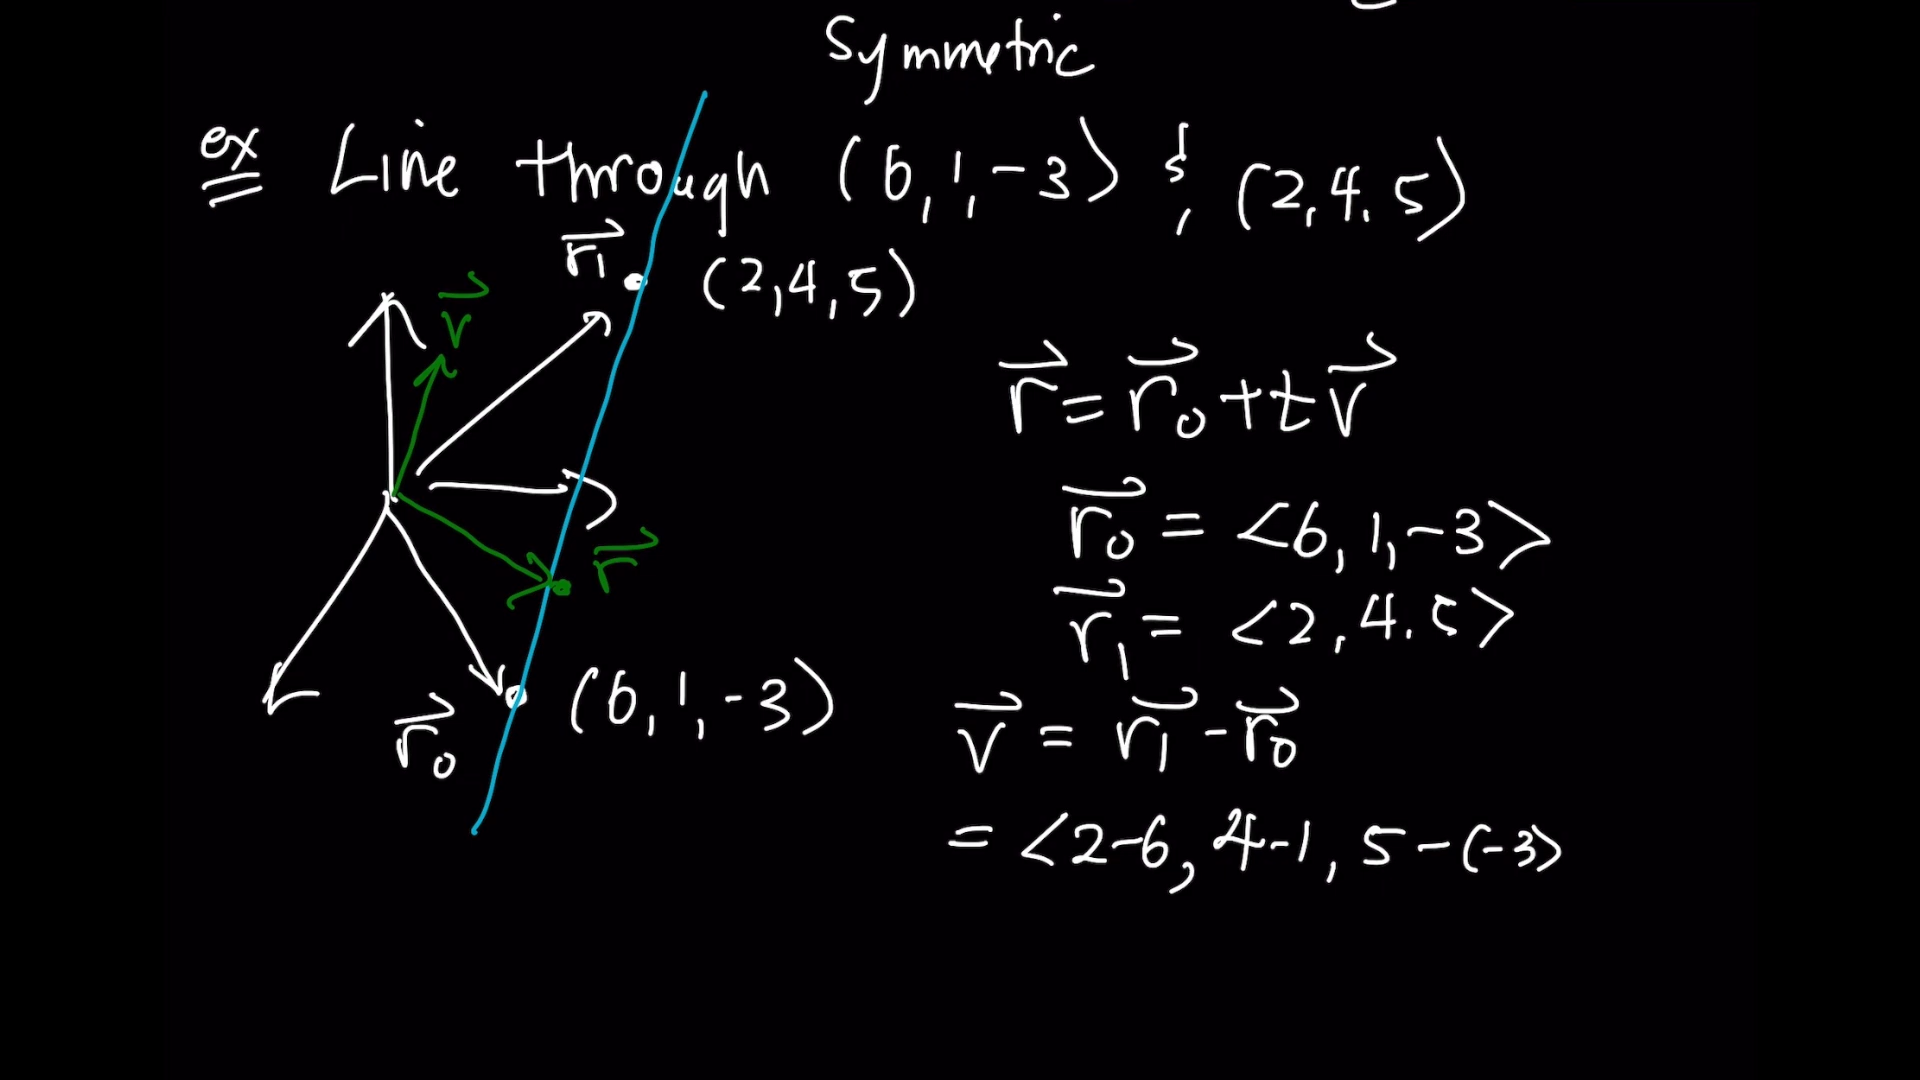 Symmetric
ex Line through (6,1,-3) & (2,4,5)
r⃗₁ (2,4,5)
v⃗
r⃗ = r⃗₀ + t v⃗
r⃗₀ = <6,1,-3>
r⃗
r⃗₁ = <2,4,5>
r⃗₀ (6,1,-3)
v⃗ = r⃗₁ - r⃗₀
= <2-6, 4-1, 5-(-3>